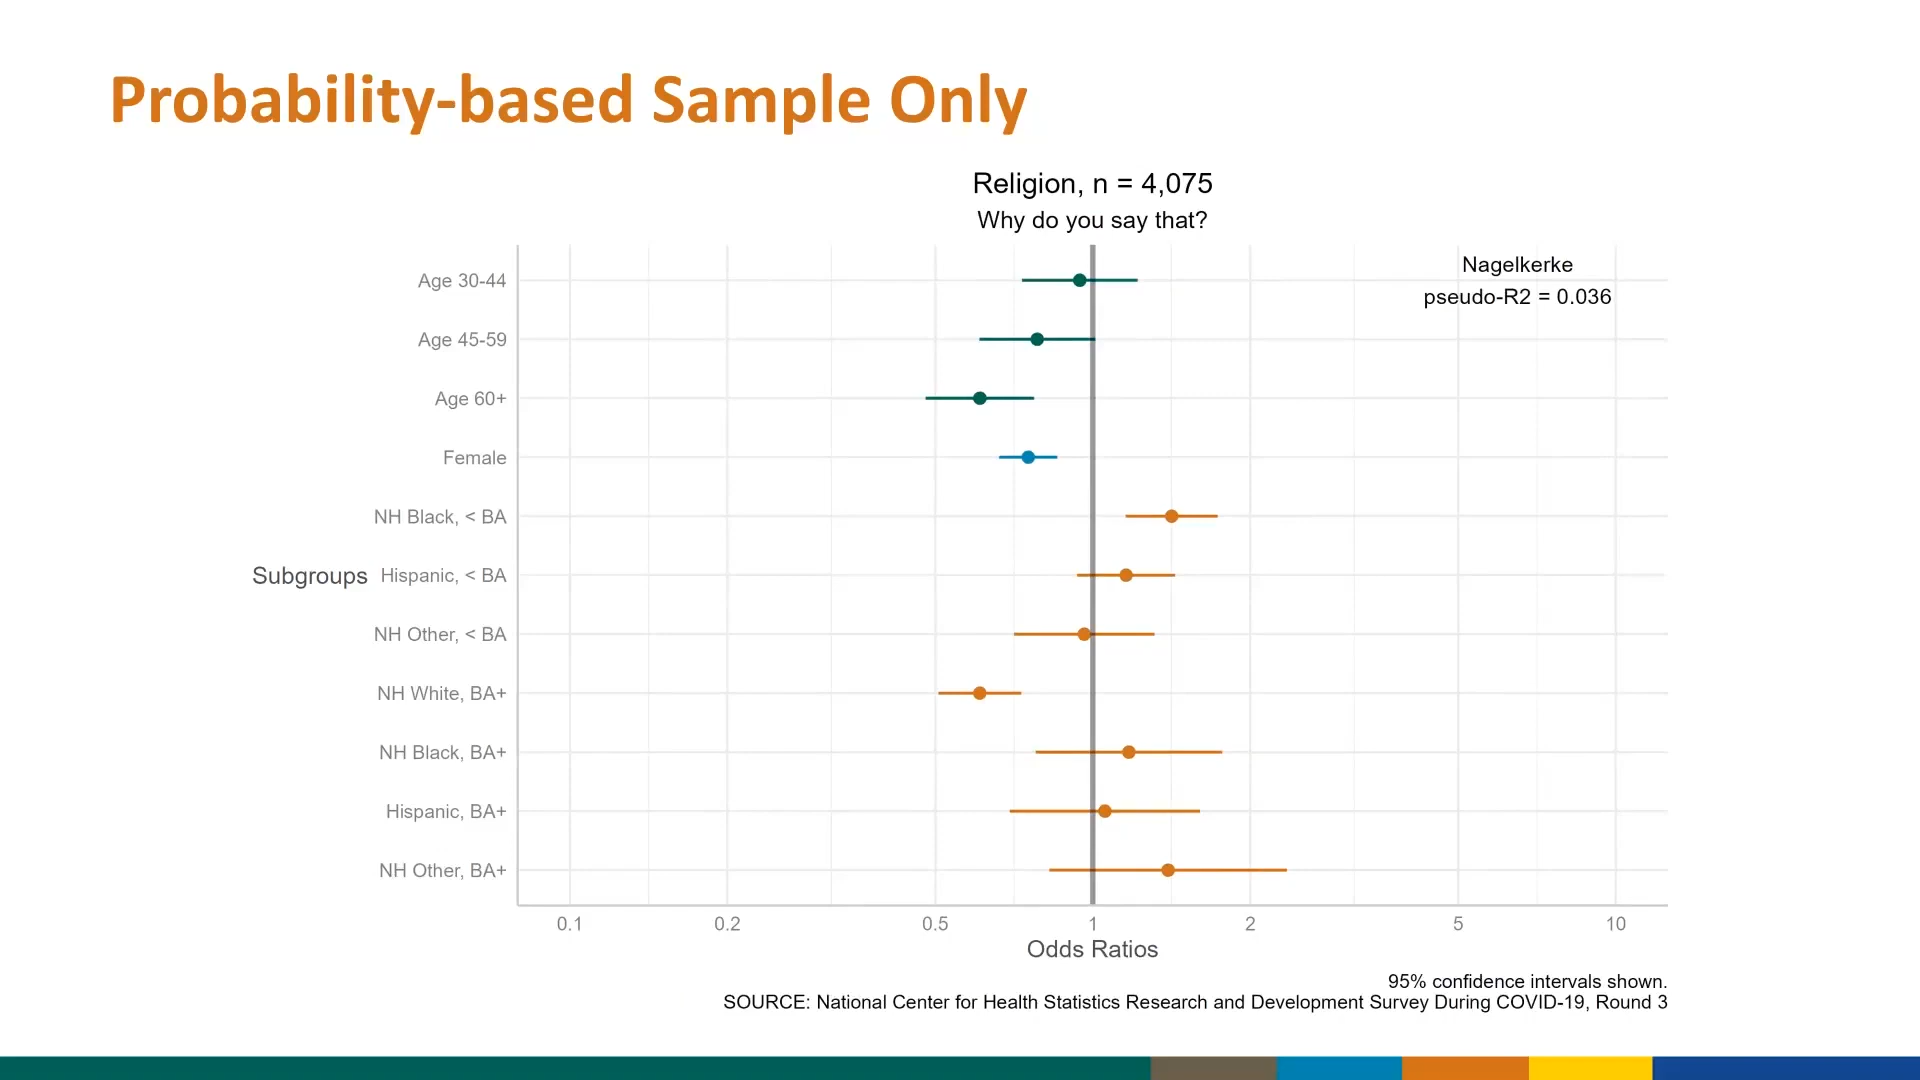 Probability-based Sample Only
Religion, n = 4,075
Why do you say that?
Nagelkerke
pseudo-R2 = 0.036
Age 30-44
Age 45-59
Age 60+
Female
NH Black, < BA
Subgroups
Hispanic, < BA
NH Other, < BA
NH White, BA+
NH Black, BA+
Hispanic, BA+
NH Other, BA+
0.1 0.2 0.5 1 2 5 10
Odds Ratios
95% confidence intervals shown.
SOURCE: National Center for Health Statistics Research and Development Survey During COVID-19, Round 3